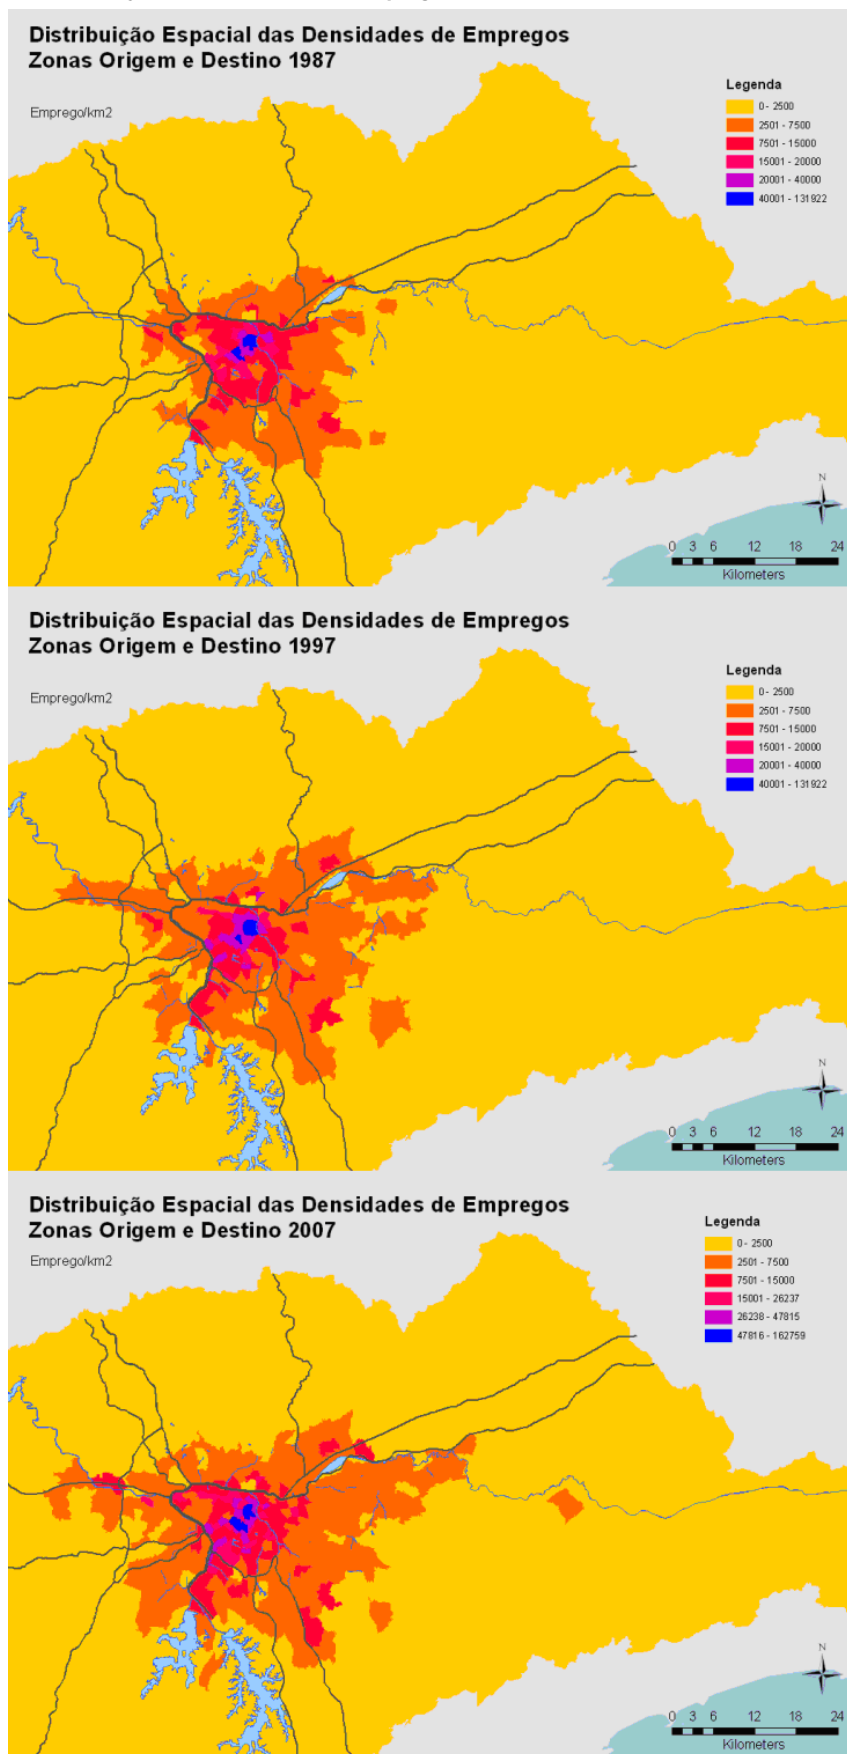 Distribuição Espacial das Densidades de Empregos
Zonas Origem e Destino 1987
Legenda
Emprego/km2
0 - 2500
2501 - 7500
7501 - 15000
15001 - 20000
20001 - 40000
40001 - 131922
N
0 3 6 12 18 24
Kilometers
Distribuição Espacial das Densidades de Empregos
Zonas Origem e Destino 1997
Legenda
Emprego/km2
0 - 2500
2501 - 7500
7501 - 15000
15001 - 20000
20001 - 40000
40001 - 131922
N
0 3 6 12 18 24
Kilometers
Distribuição Espacial das Densidades de Empregos
Zonas Origem e Destino 2007
Legenda
Emprego/km2
0 - 2500
2501 - 7500
7501 - 15000
15001 - 26237
26238 - 47815
47816 - 162759
N
0 3 6 12 18 24
Kilometers